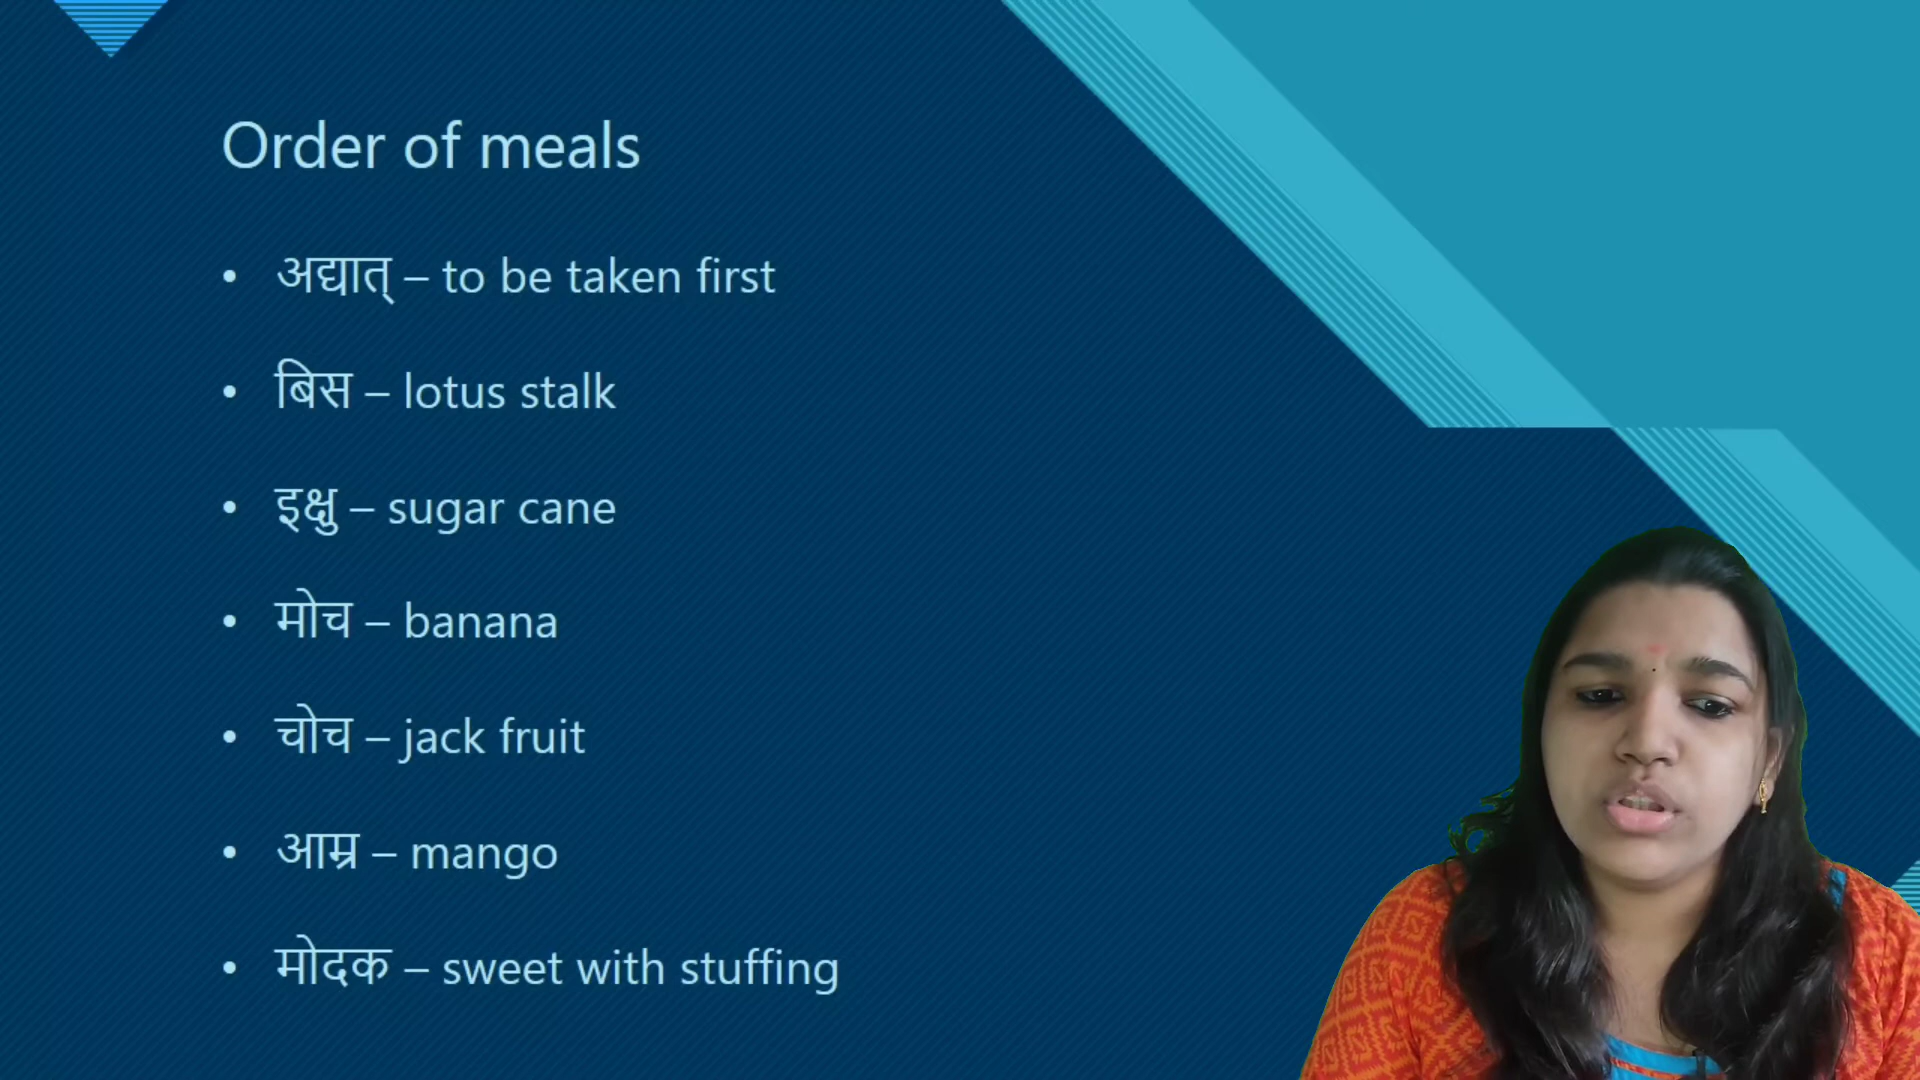 Order of meals
• अद्यात् – to be taken first
• बिस – lotus stalk
• इक्षु – sugar cane
• मोच – banana
• चोच – jack fruit
• आम्र – mango
• मोदक – sweet with stuffing